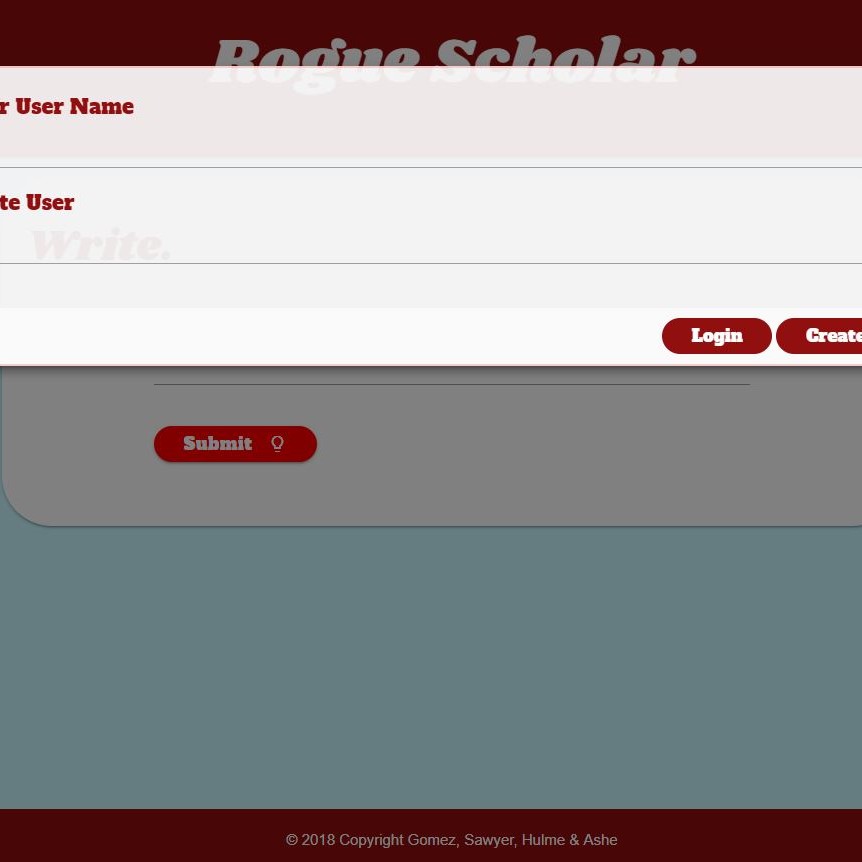 Rogue Scholar
r User Name
te User
Write.
Login Create
Submit
© 2018 Copyright Gomez, Sawyer, Hulme & Ashe